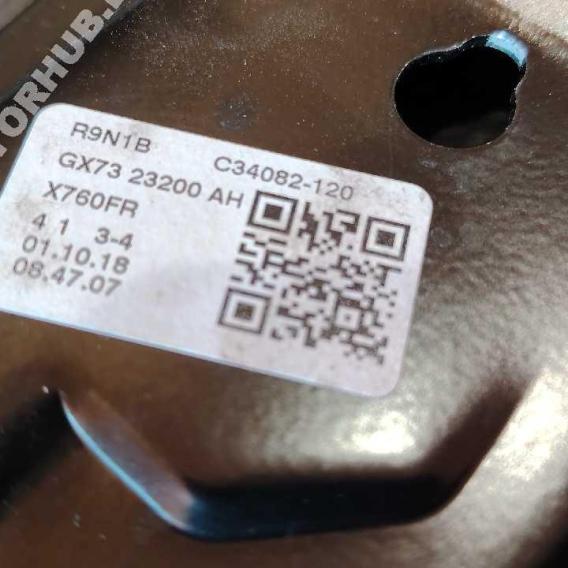 R9N1B C34082-120
GX73 23200 AH
X760FR
4 1 3-4
01.10.18
08.47.07